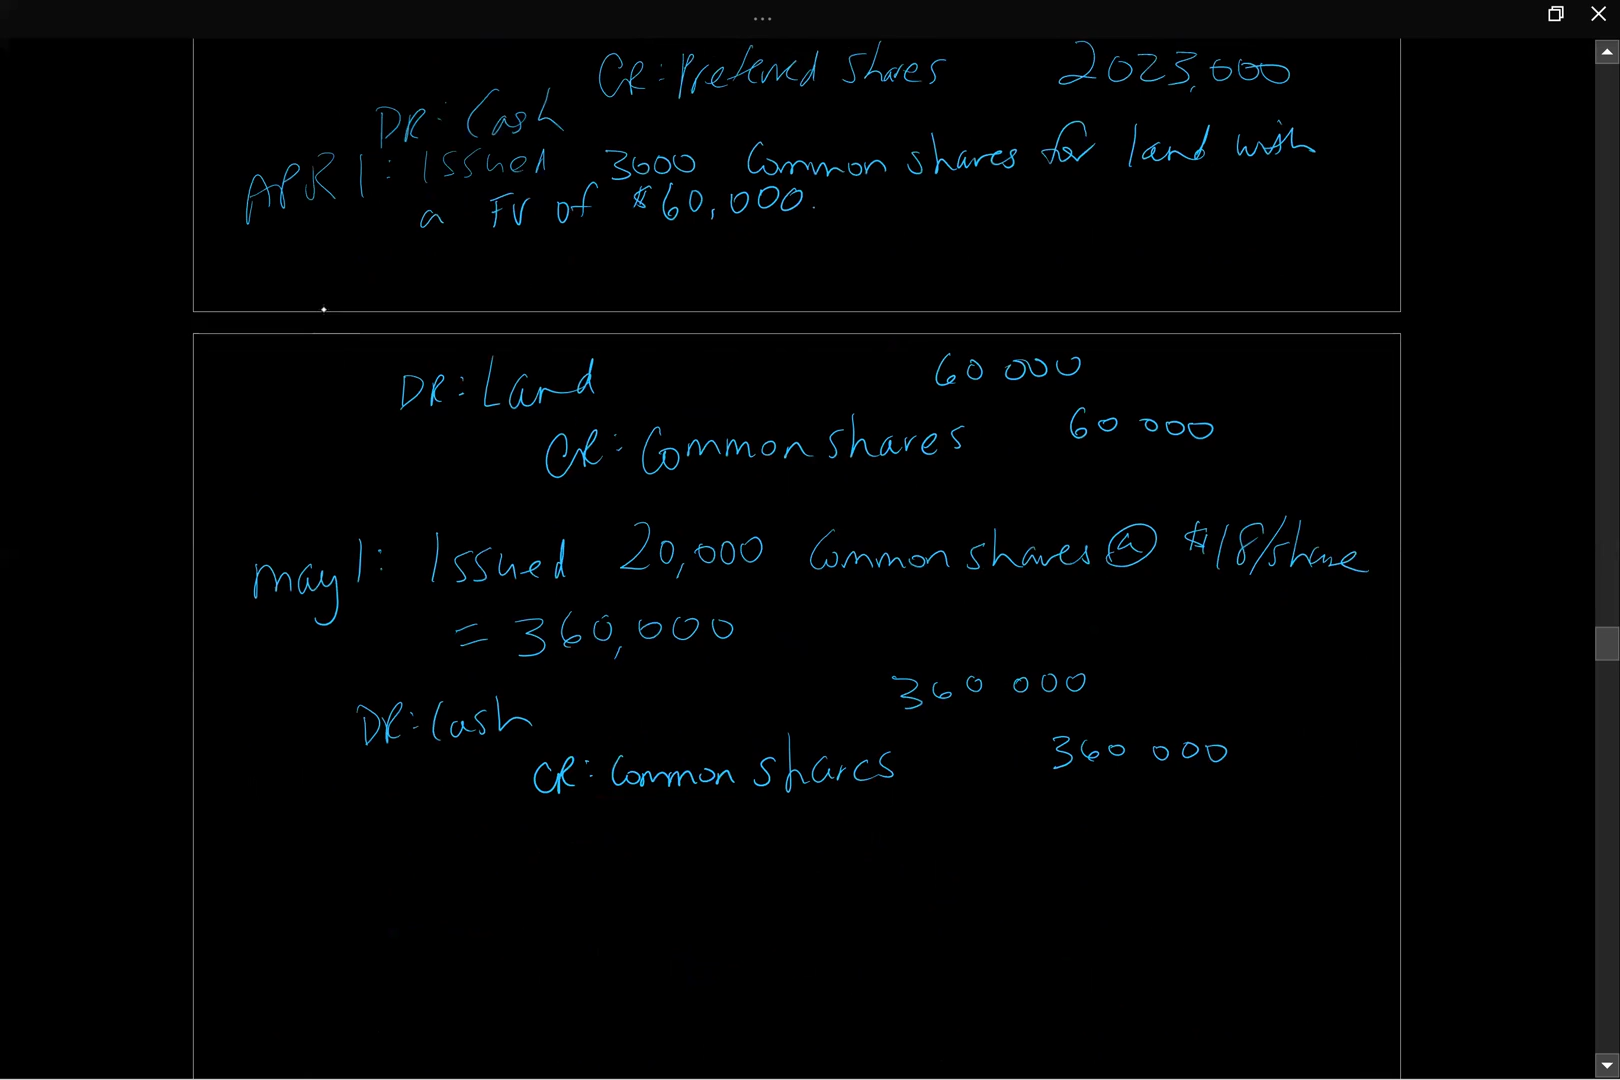 CR: Preferred shares 2023,000
DR: Cash
APR 1: Issued 3000 Common shares for land with
a FV of $60,000.
DR: Land 60 000
CR: Common shares 60 000
may 1: Issued 20,000 Common shares @ $18/share
= 360,000
DR: Cash 360 000
CR: Common shares 360 000